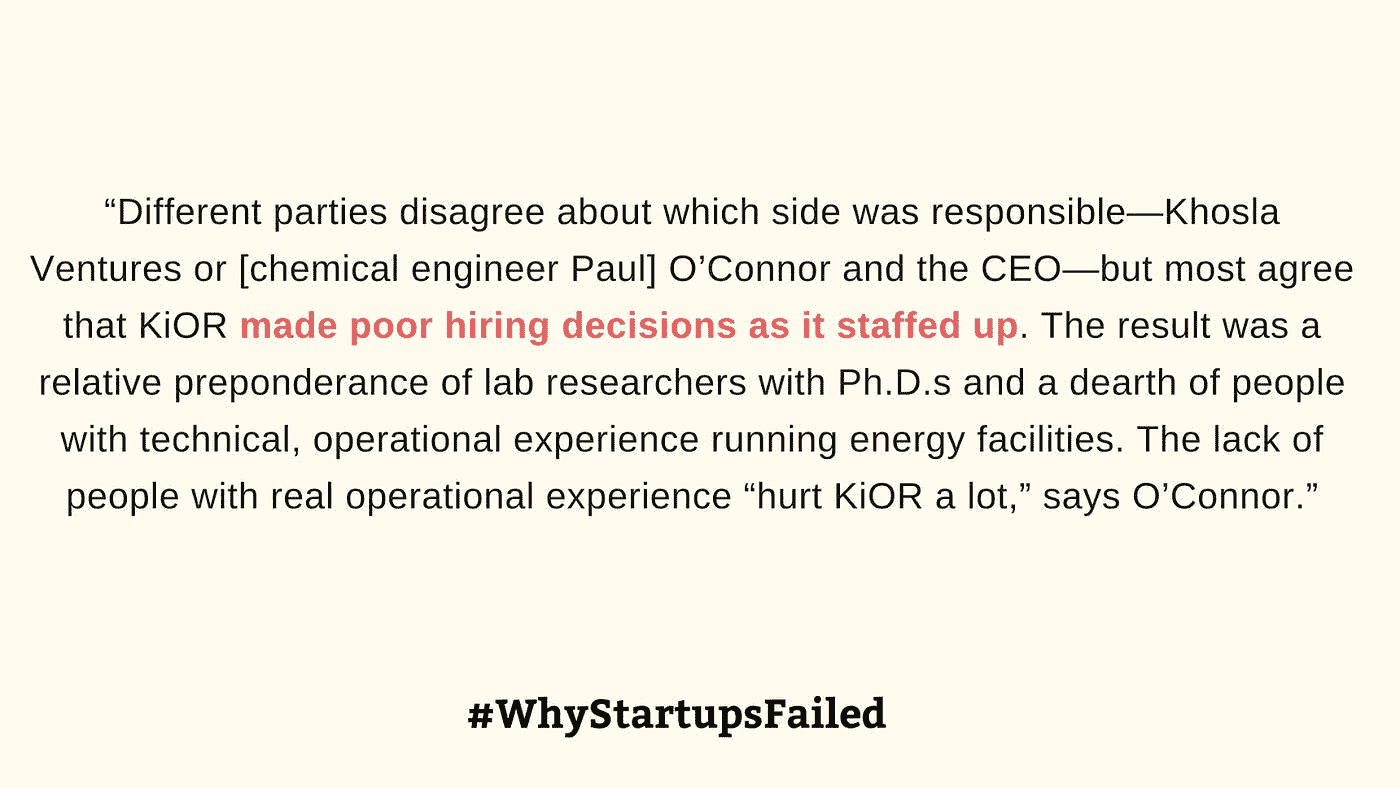 “Different parties disagree about which side was responsible—Khosla
Ventures or [chemical engineer Paul] O’Connor and the CEO—but most agree
that KiOR made poor hiring decisions as it staffed up. The result was a
relative preponderance of lab researchers with Ph.D.s and a dearth of people
with technical, operational experience running energy facilities. The lack of
people with real operational experience “hurt KiOR a lot,” says O’Connor.”
#WhyStartupsFailed